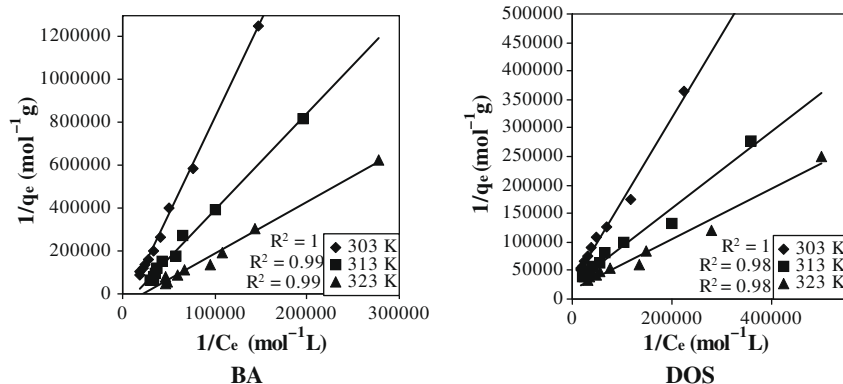 1/qₑ (mol⁻¹g)
1200000
1000000
800000
600000
400000
200000
0
R² = 1
R² = 0.99
R² = 0.99
303 K
313 K
323 K
0 100000 200000 300000
1/Cₑ (mol⁻¹L)
BA
1/qₑ (mol⁻¹g)
500000
450000
400000
350000
300000
250000
200000
150000
100000
50000
0
R² = 1
R² = 0.98
R² = 0.98
303 K
313 K
323 K
0 200000 400000
1/Cₑ (mol⁻¹L)
DOS